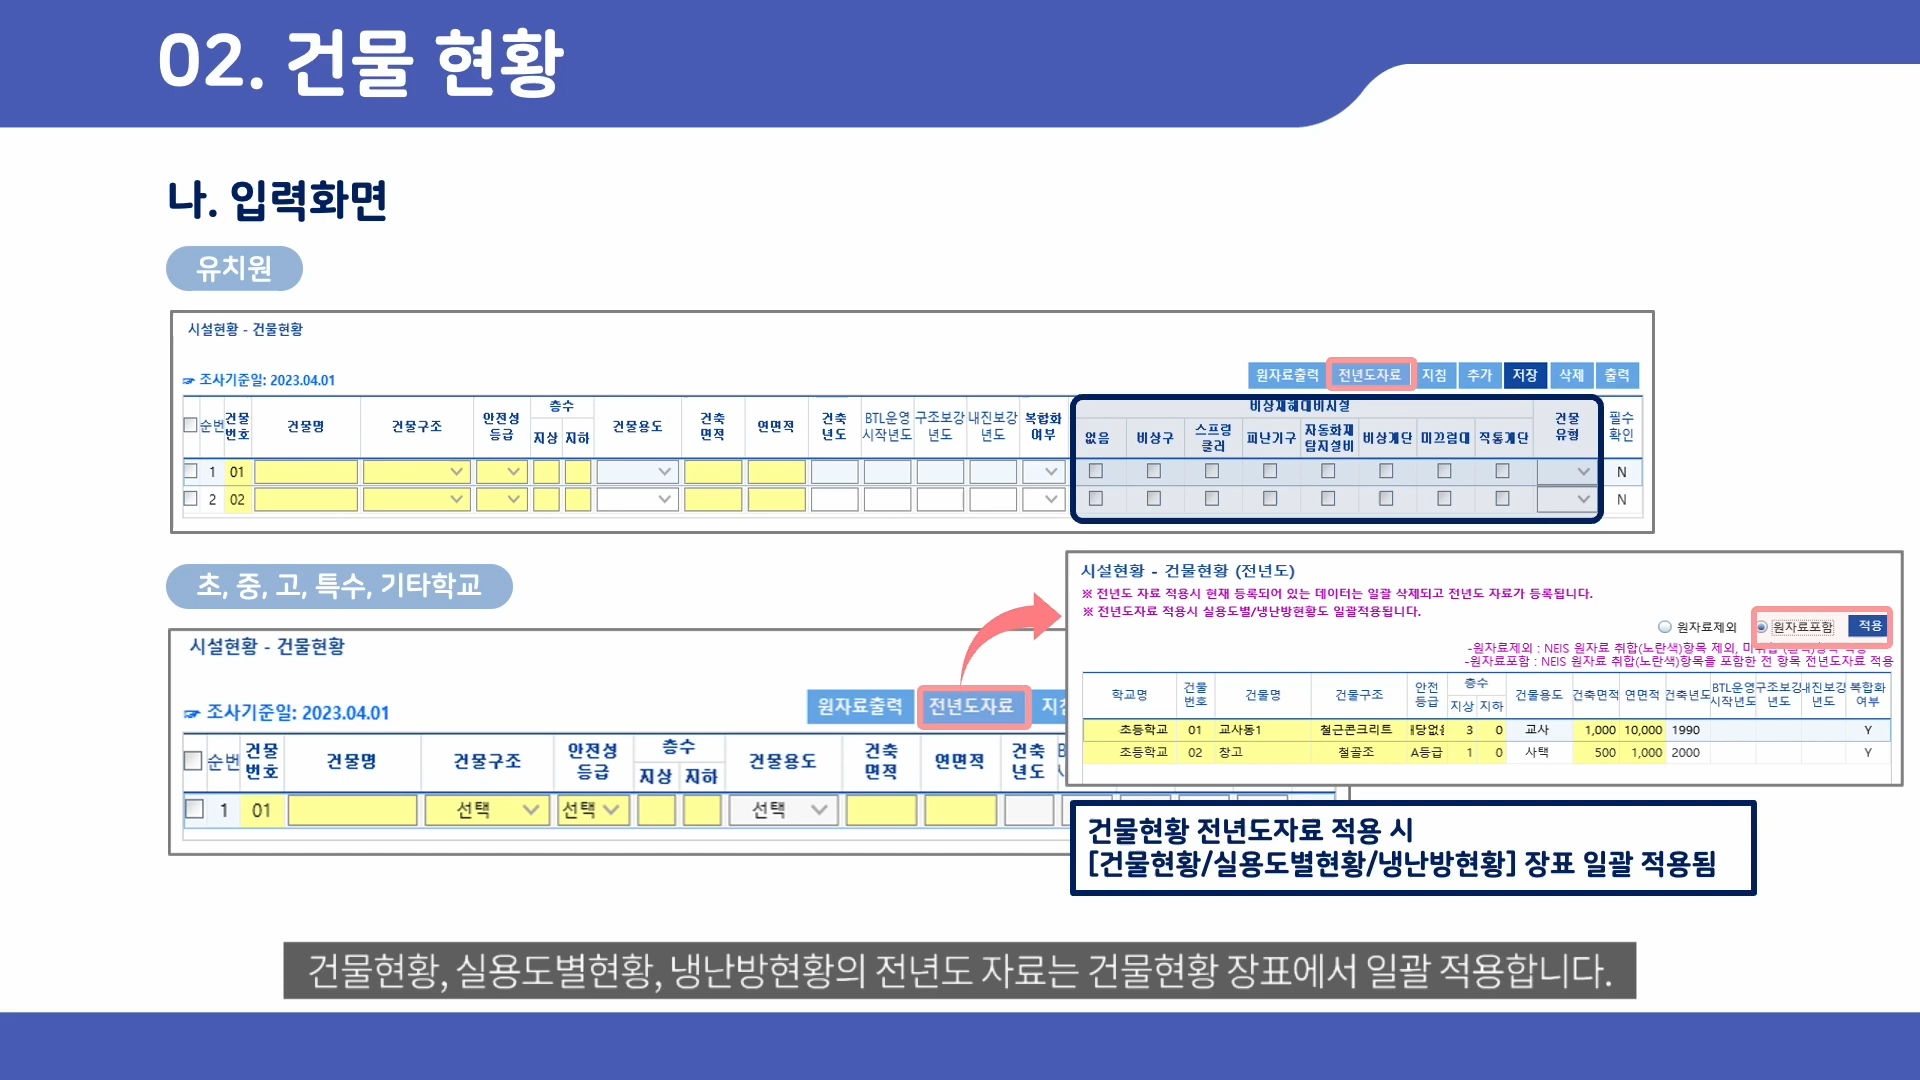 02. 건물 현황
나. 입력화면
유치원
시설현황 - 건물현황
☞ 조사기준일: 2023.04.01
원자료출력 전년도자료 지침 추가 저장 삭제 출력
순번 건물번호 건물명 건물구조 안전성등급 층수 지상 지하 건물용도 건축면적 연면적 건축년도 BTL운영시작년도 구조보강년도 내진보강년도 복합화여부 비상재해대비시설 없음 비상구 스프링클러 피난기구 자동화재탐지설비 비상계단 미끄럼대 직통계단 건물유형 필수확인
1 01 N
2 02 N
초, 중, 고, 특수, 기타학교
시설현황 - 건물현황
☞ 조사기준일: 2023.04.01
원자료출력 전년도자료
순번 건물번호 건물명 건물구조 안전성등급 층수 지상 지하 건물용도 건축면적 연면적 건축년도
1 01 선택 선택 선택
시설현황 - 건물현황 (전년도)
※ 전년도 자료 적용시 현재 등록되어 있는 데이터는 일괄 삭제되고 전년도 자료가 등록됩니다.
※ 전년도자료 적용시 실용도별/냉난방현황도 일괄적용됩니다.
원자료제외 원자료포함 적용
-원자료제외 : NEIS 원자료 취합(노란색)항목 제외,
-원자료포함 : NEIS 원자료 취합(노란색)항목을 포함한 전 항목 전년도자료 적용
학교명 건물번호 건물명 건물구조 안전등급 층수 지상 지하 건물용도 건축면적 연면적 건축년도 BTL운영시작년도 구조보강년도 내진보강년도 복합화여부
초등학교 01 교사동1 철근콘크리트 3 0 교사 1,000 10,000 1990 Y
초등학교 02 창고 철골조 A등급 1 0 사택 500 1,000 2000 Y
건물현황 전년도자료 적용 시
[건물현황/실용도별현황/냉난방현황] 장표 일괄 적용됨
건물현황, 실용도별현황, 냉난방현황의 전년도 자료는 건물현황 장표에서 일괄 적용합니다.